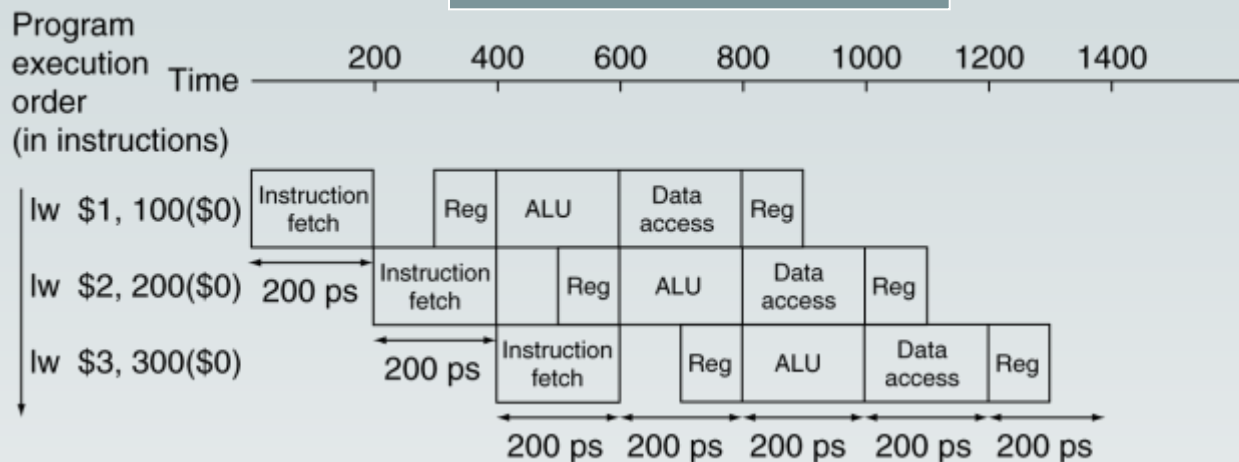 Program
execution
order
(in instructions)
Time
200 400 600 800 1000 1200 1400
lw $1, 100($0)
Instruction
fetch
Reg
ALU
Data
access
Reg
200 ps
lw $2, 200($0)
Instruction
fetch
Reg
ALU
Data
access
Reg
200 ps
lw $3, 300($0)
Instruction
fetch
Reg
ALU
Data
access
Reg
200 ps 200 ps 200 ps 200 ps 200 ps